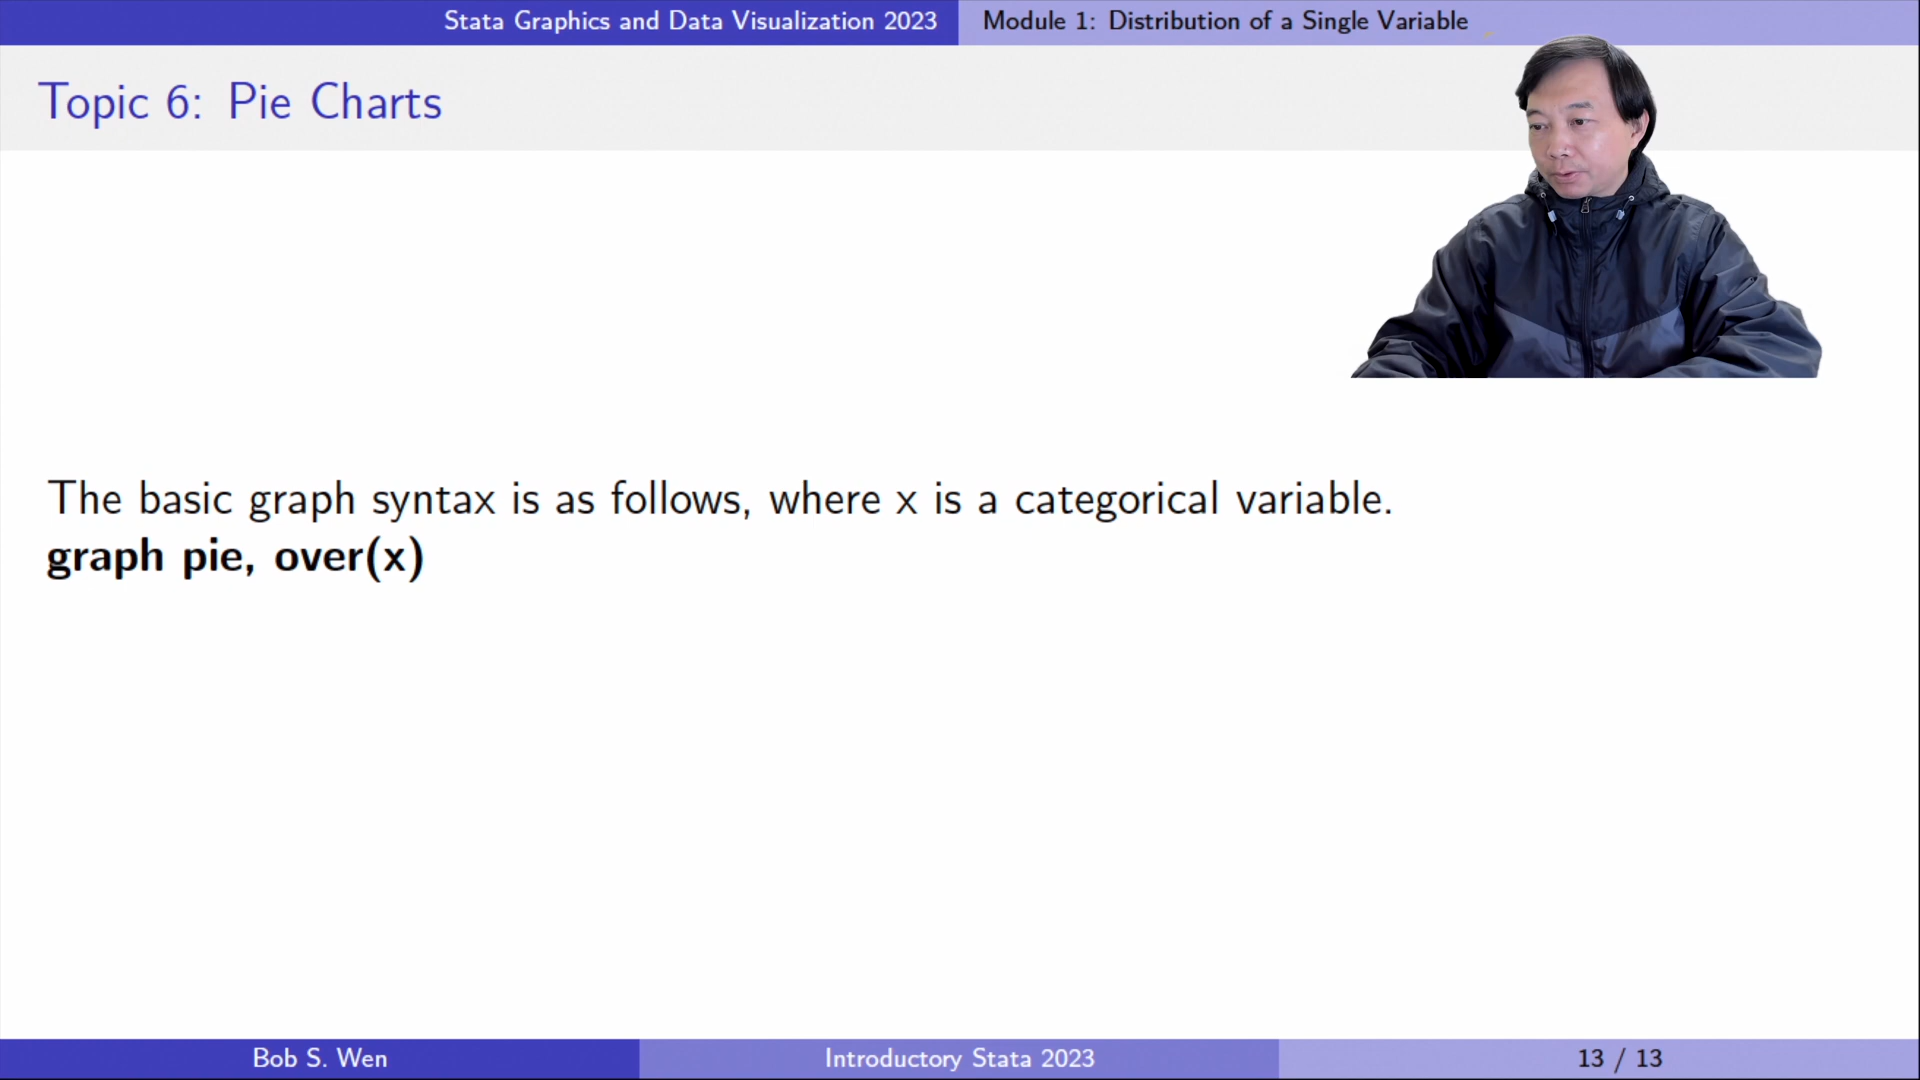 Stata Graphics and Data Visualization 2023
Module 1: Distribution of a Single Variable
Topic 6: Pie Charts
The basic graph syntax is as follows, where x is a categorical variable.
graph pie, over(x)
Bob S. Wen
Introductory Stata 2023
13 / 13